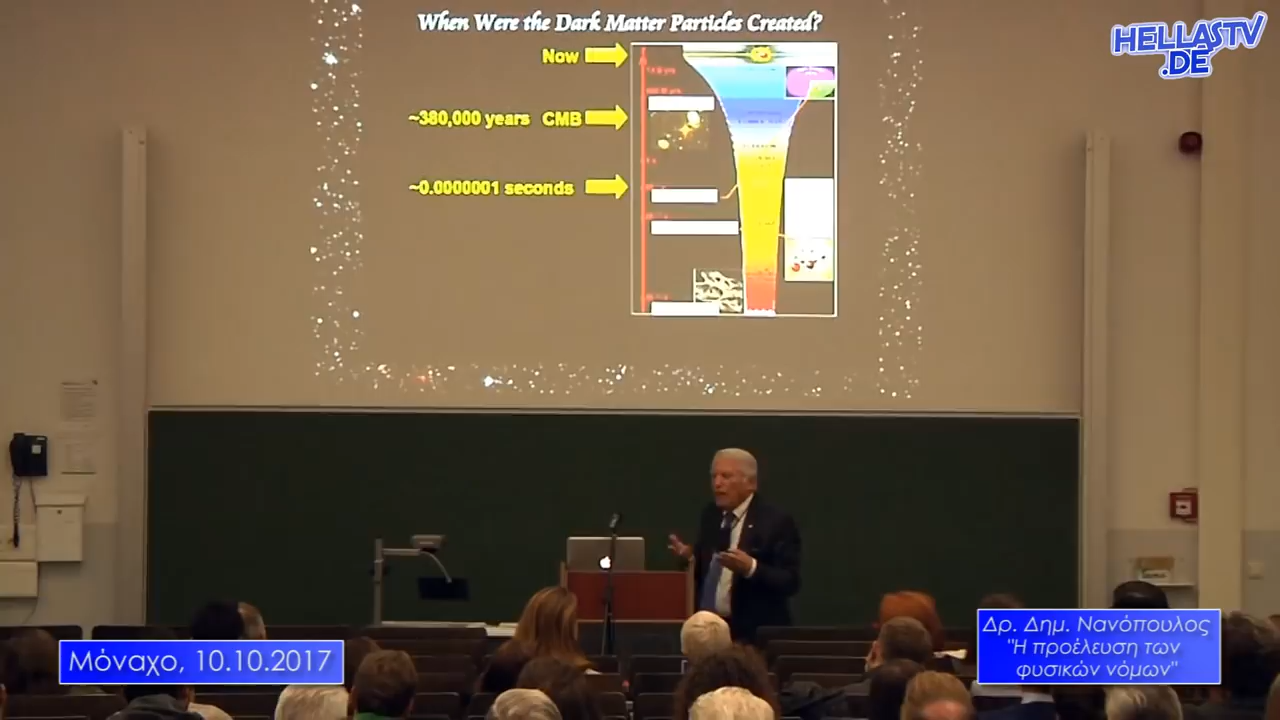 When Were the Dark Matter Particles Created?
HELLASTV
.DE
Now
~380,000 years CMB
~0.0000001 seconds
Μόναχο, 10.10.2017
Δρ. Δημ. Νανόπουλος
"Η προέλευση των
φυσικών νόμων"